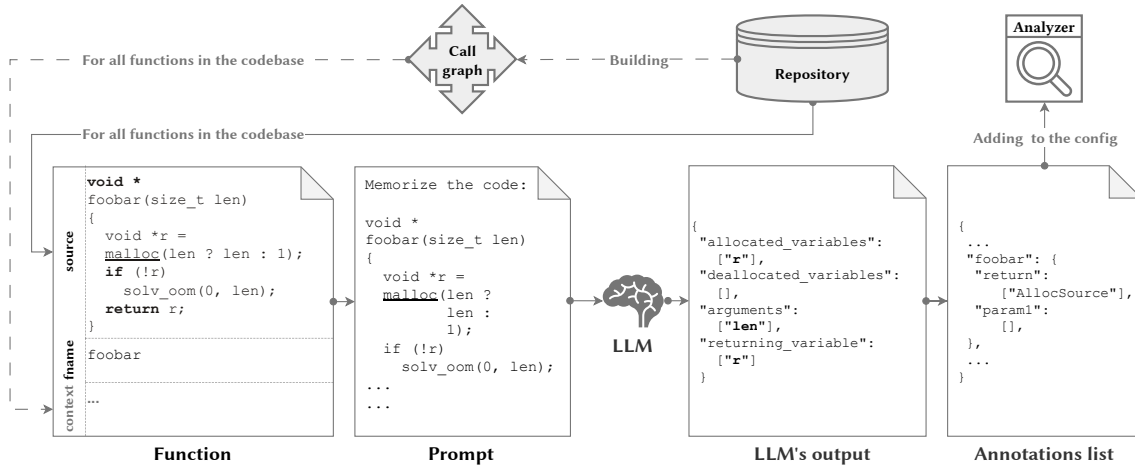 For all functions in the codebase
Call
graph
Building
Repository
Analyzer
For all functions in the codebase
Adding to the config
source
fname
context
void *
foobar(size_t len)
{
void *r =
malloc(len ? len : 1);
if (!r)
solv_oom(0, len);
return r;
}
foobar
...
Function
Memorize the code:
void *
foobar(size_t len)
{
void *r =
malloc(len ?
len :
1);
if (!r)
solv_oom(0, len);
...
...
Prompt
LLM
{
"allocated_variables":
["r"],
"deallocated_variables":
[],
"arguments":
["len"],
"returning_variable":
["r"]
}
LLM's output
{
...
"foobar": {
"return":
["AllocSource"],
"param1":
[],
},
...
}
Annotations list